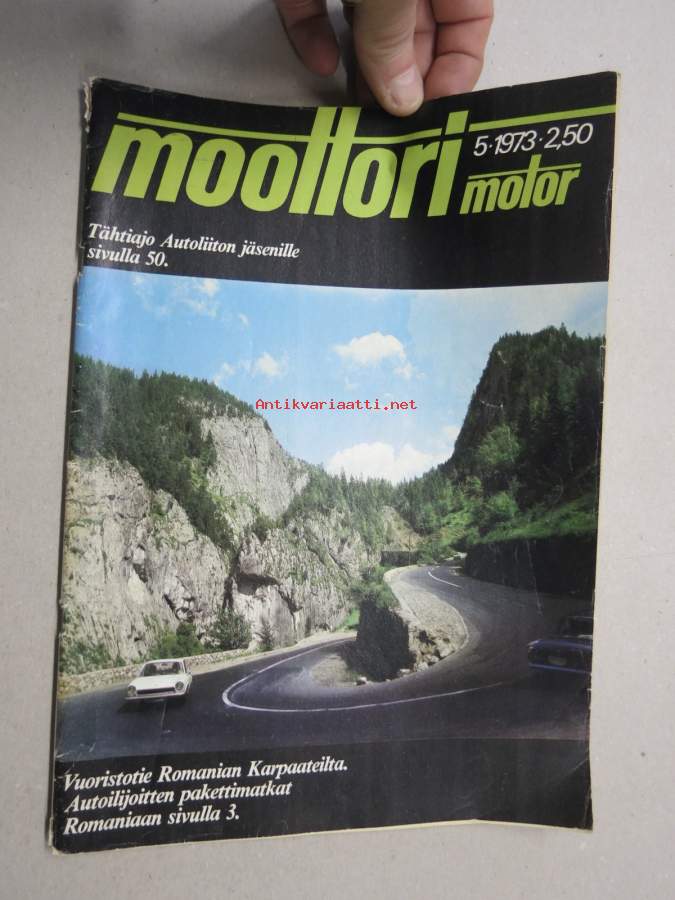 moottori
5·1973·2,50
motor
Tähtiajo Autoliiton jäsenille
sivulla 50.
Antikvariaatti.net
Vuoristotie Romanian Karpaateilta.
Autoilijoitten pakettimatkat
Romaniaan sivulla 3.